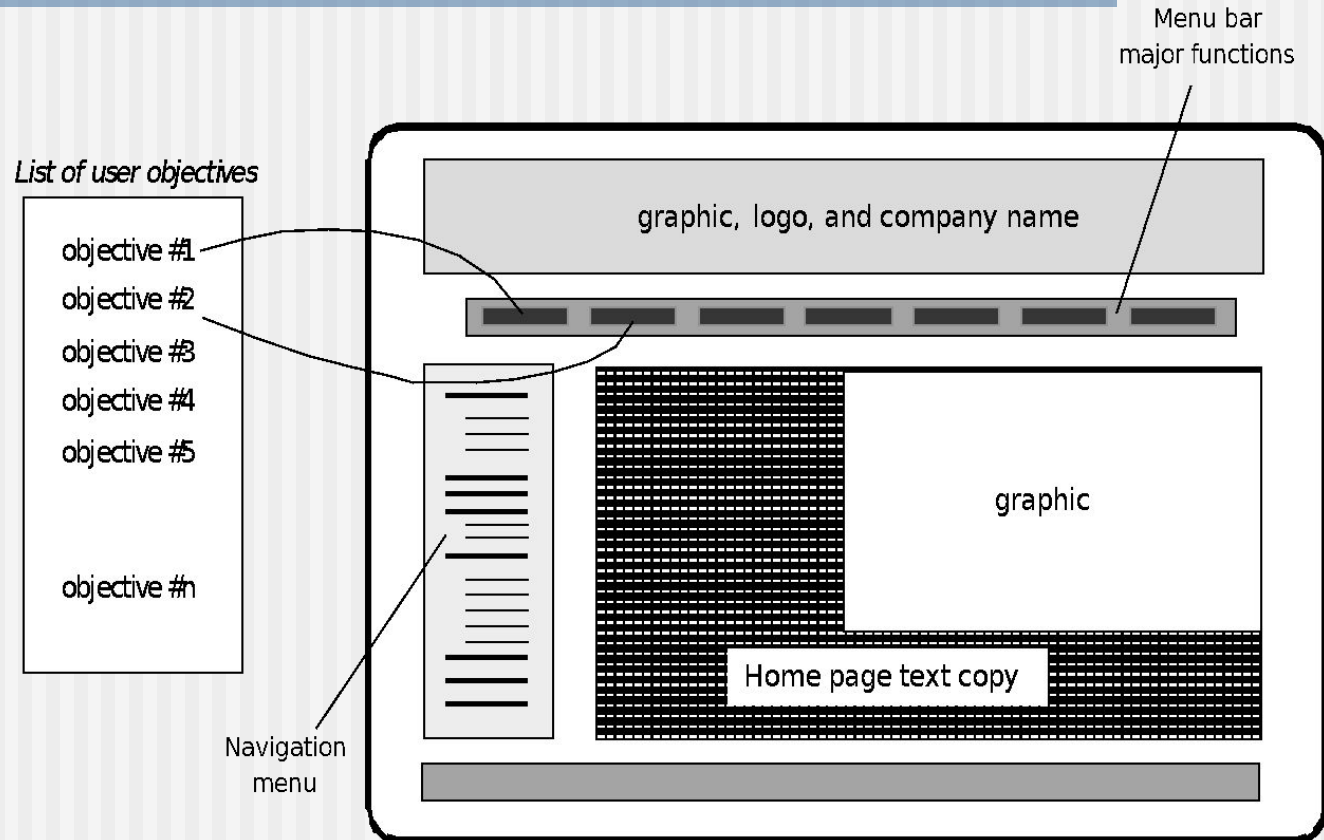 Menu bar
major functions
List of user objectives
objective #1
objective #2
objective #3
objective #4
objective #5
objective #n
graphic, logo, and company name
graphic
Home page text copy
Navigation
menu